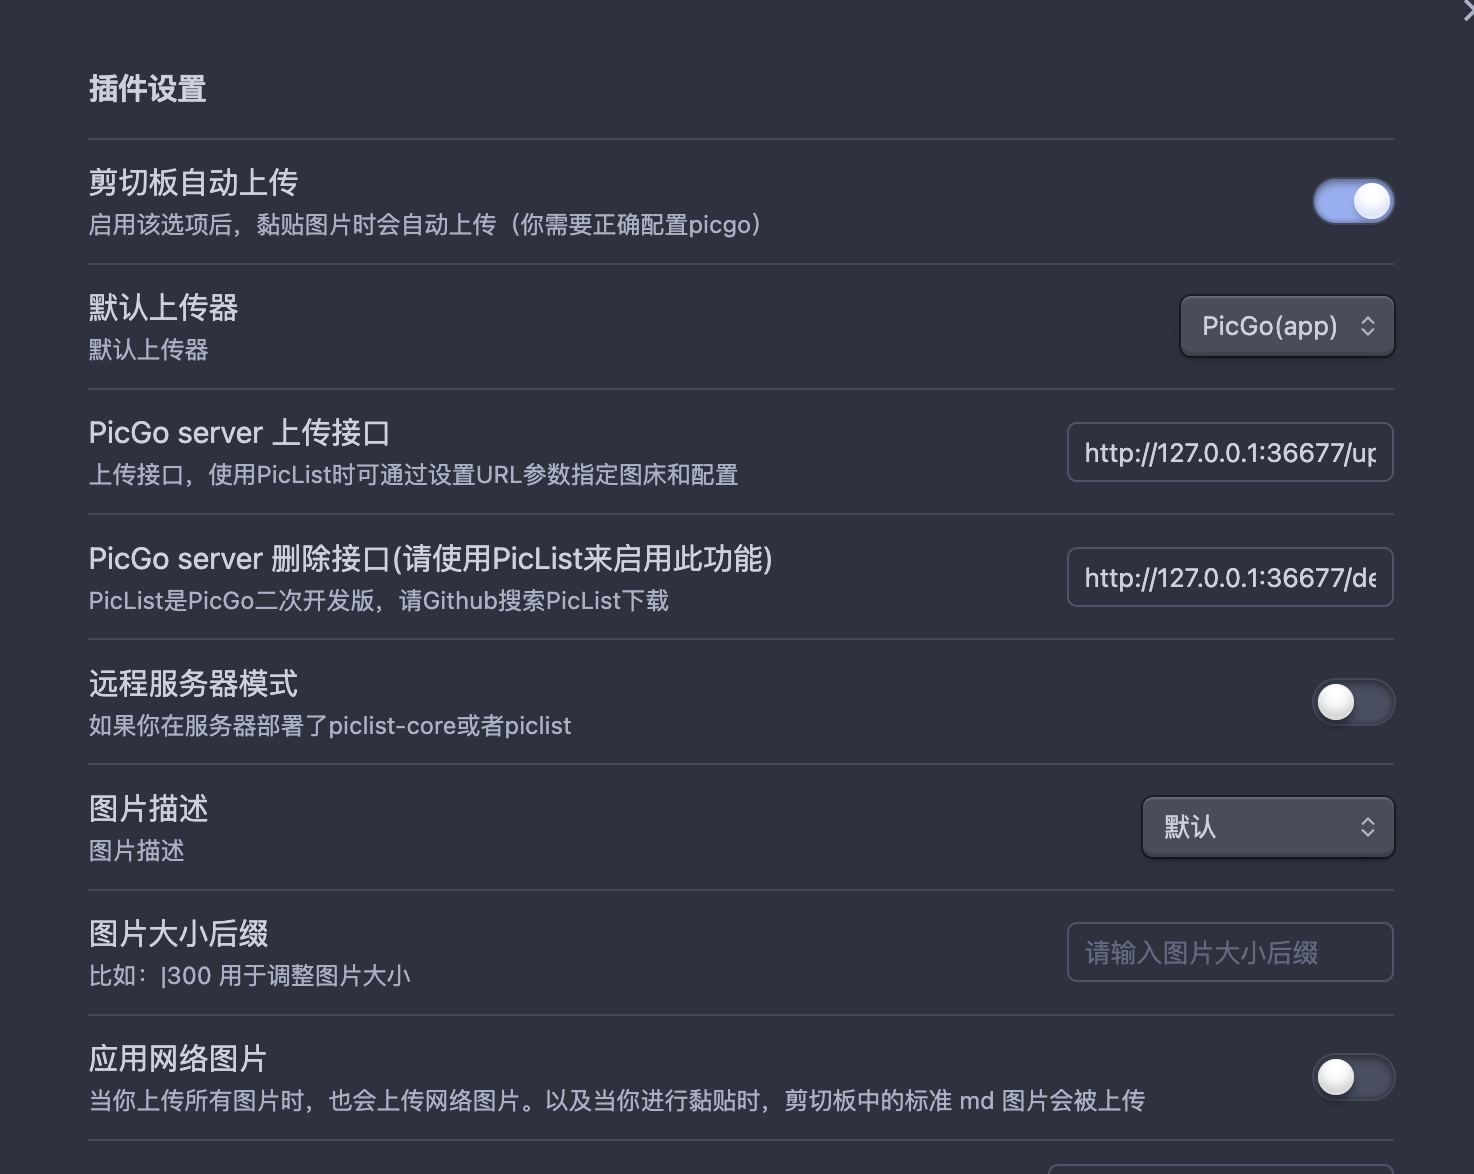 插件设置
剪切板自动上传
启用该选项后，黏贴图片时会自动上传（你需要正确配置picgo）
默认上传器
默认上传器
PicGo(app)
PicGo server 上传接口
上传接口，使用PicList时可通过设置URL参数指定图床和配置
http://127.0.0.1:36677/up
PicGo server 删除接口(请使用PicList来启用此功能)
PicList是PicGo二次开发版，请Github搜索PicList下载
http://127.0.0.1:36677/de
远程服务器模式
如果你在服务器部署了piclist-core或者piclist
图片描述
图片描述
默认
图片大小后缀
比如：|300 用于调整图片大小
请输入图片大小后缀
应用网络图片
当你上传所有图片时，也会上传网络图片。以及当你进行黏贴时，剪切板中的标准 md 图片会被上传